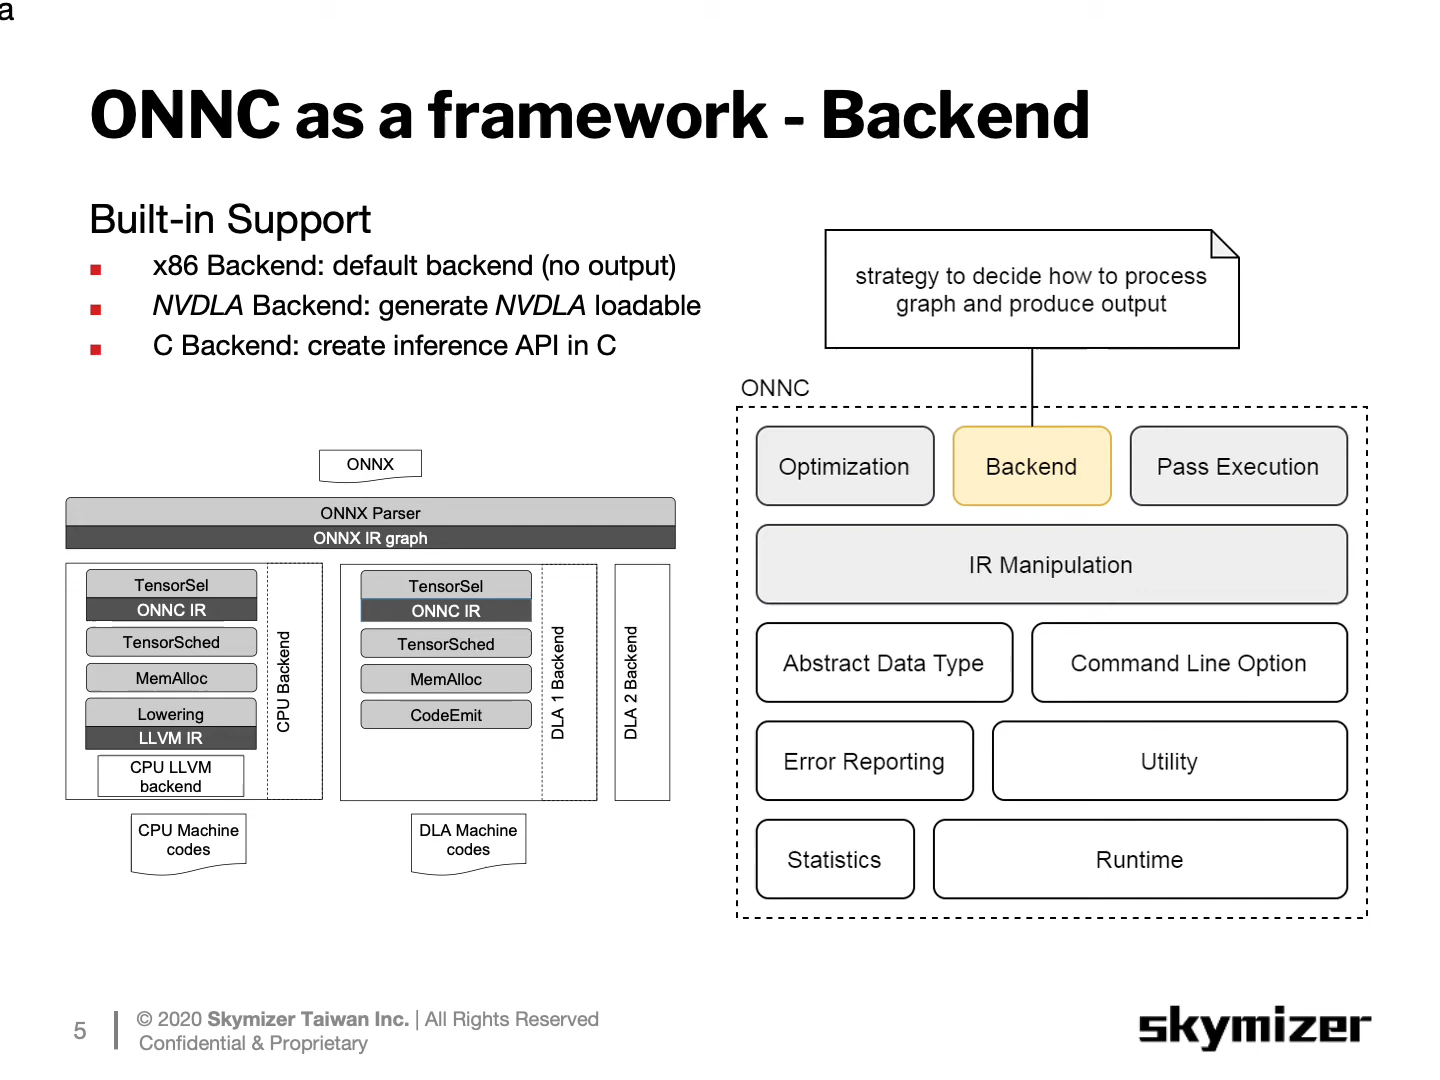 a
ONNC as a framework - Backend
Built-in Support
x86 Backend: default backend (no output)
NVDLA Backend: generate NVDLA loadable
C Backend: create inference API in C
ONNX
ONNX Parser
ONNX IR graph
TensorSel
ONNC IR
TensorSched
MemAlloc
Lowering
LLVM IR
CPU LLVM
backend
CPU Backend
CPU Machine
codes
TensorSel
ONNC IR
TensorSched
MemAlloc
CodeEmit
DLA 1 Backend
DLA Machine
codes
DLA 2 Backend
strategy to decide how to process
graph and produce output
ONNC
Optimization
Backend
Pass Execution
IR Manipulation
Abstract Data Type
Command Line Option
Error Reporting
Utility
Statistics
Runtime
5
© 2020 Skymizer Taiwan Inc. | All Rights Reserved
Confidential & Proprietary
skymizer